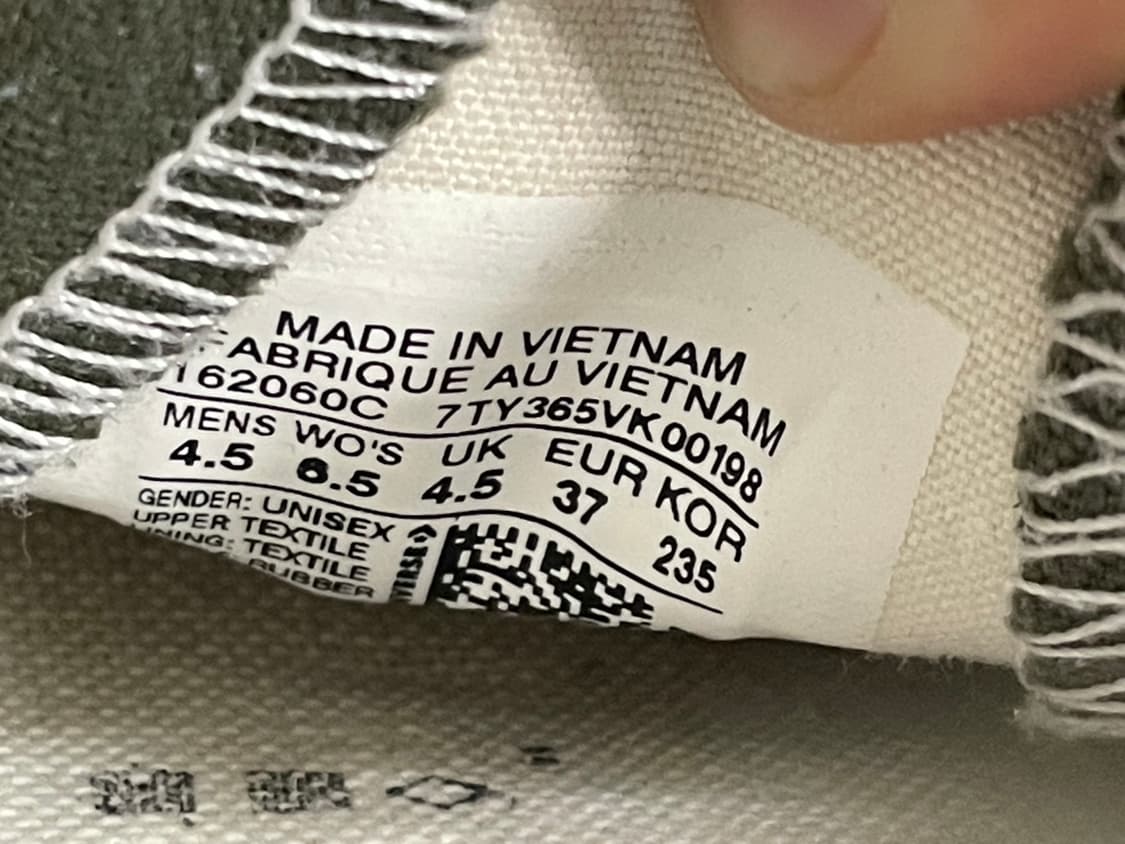 MADE IN VIETNAM
FABRIQUE AU VIETNAM
162060C 7TY365VK00198
MENS WO'S UK EUR KOR
4.5 6.5 4.5 37 235
GENDER: UNISEX
UPPER TEXTILE
LINING: TEXTILE
RUBBER